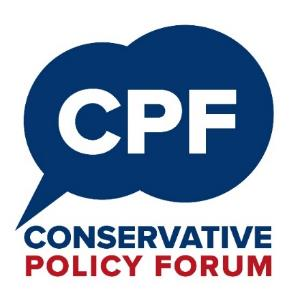 CPF
CONSERVATIVE
POLICY FORUM